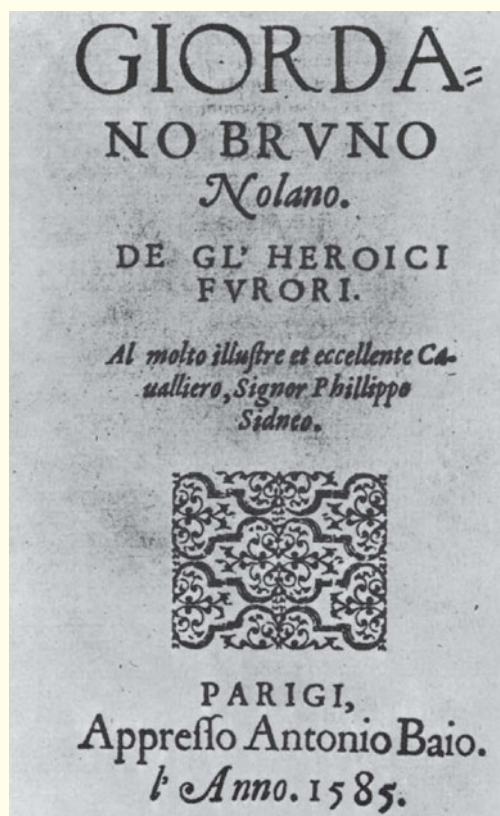 GIORDA=
NO BRVNO
Nolano.
DE GL' HEROICI
FVRORI.
Al molto illuſtre et eccellente Ca-
ualliero, Signor Phillippo
Sidneo.
PARIGI,
Appreſſo Antonio Baio.
l' Anno. 1585.